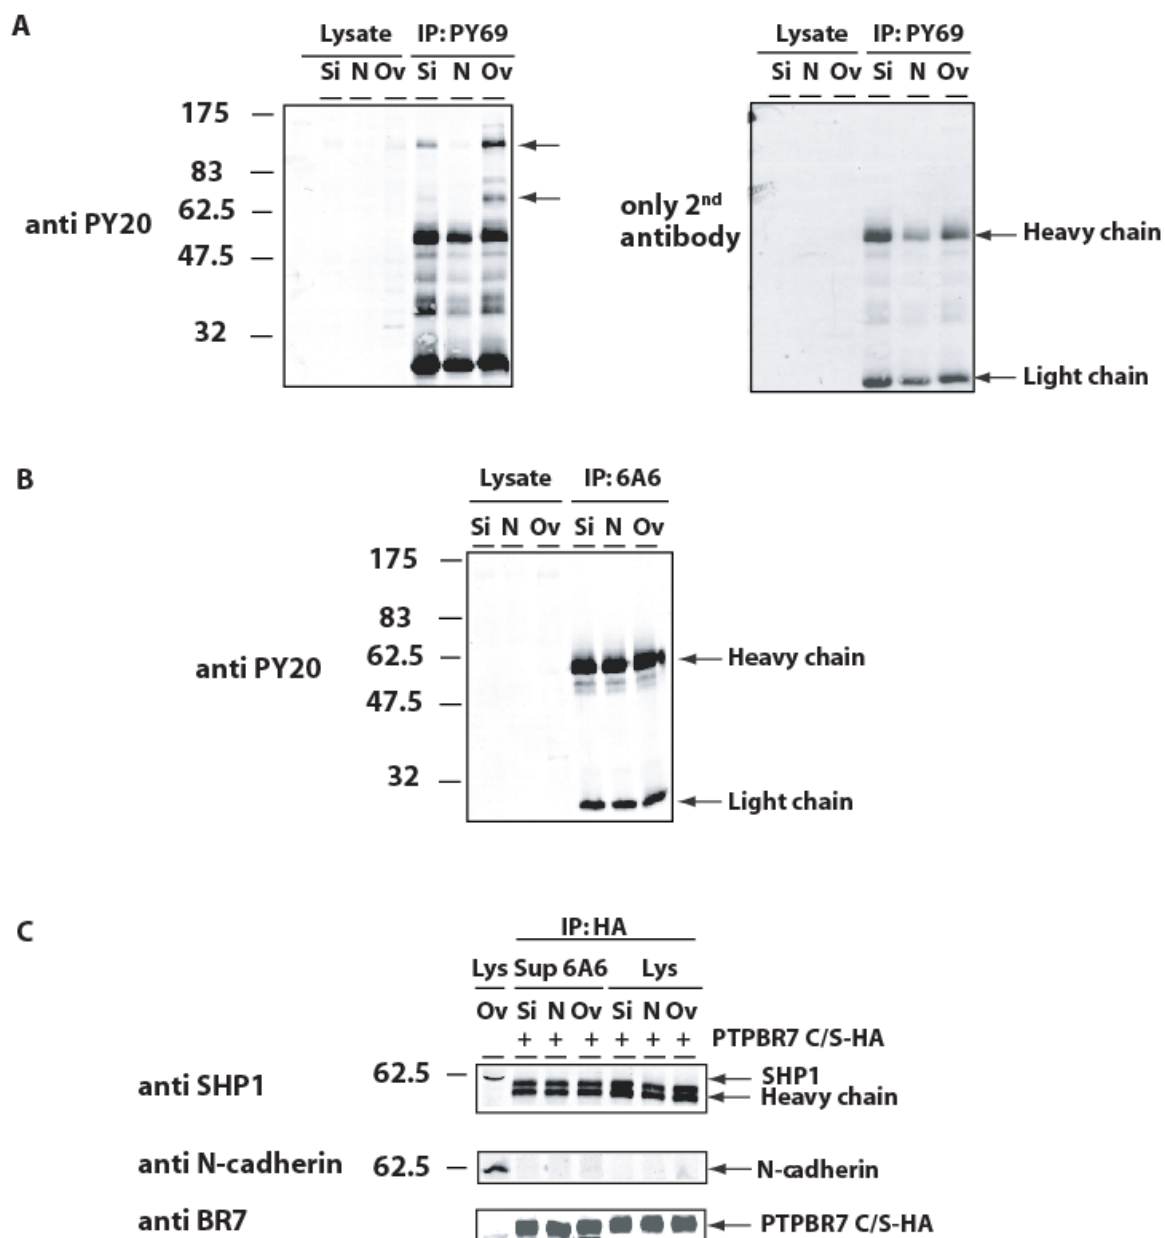 A
Lysate IP: PY69
Si N Ov Si N Ov
175
83
62.5
47.5
32
anti PY20
Lysate IP: PY69
Si N Ov Si N Ov
only 2nd
antibody
Heavy chain
Light chain
B
Lysate IP: 6A6
Si N Ov Si N Ov
175
83
62.5
47.5
32
anti PY20
Heavy chain
Light chain
C
IP: HA
Lys Sup 6A6 Lys
Ov Si N Ov Si N Ov
+ + + + + + PTPBR7 C/S-HA
anti SHP1 62.5 SHP1
Heavy chain
anti N-cadherin 62.5 N-cadherin
anti BR7 PTPBR7 C/S-HA